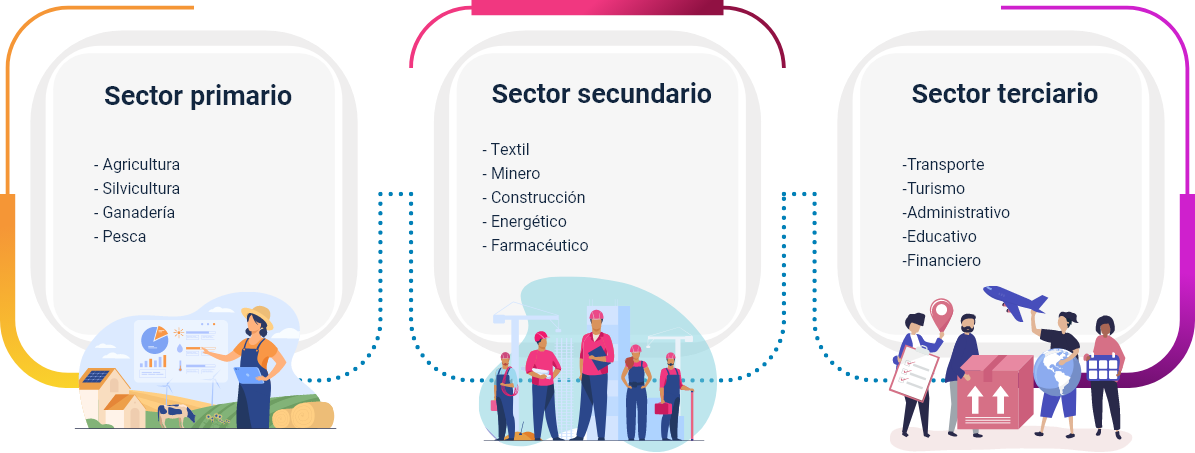 Sector primario
- Agricultura
- Silvicultura
- Ganadería
- Pesca
Sector secundario
- Textil
- Minero
- Construcción
- Energético
- Farmacéutico
Sector terciario
-Transporte
-Turismo
-Administrativo
-Educativo
-Financiero